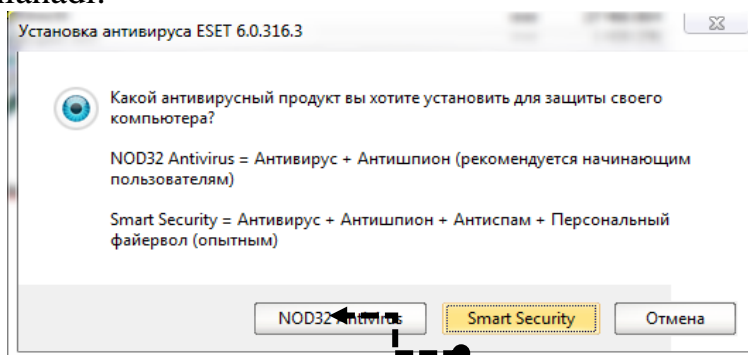 Установка антивируса ESET 6.0.316.3
Какой антивирусный продукт вы хотите установить для защиты своего
компьютера?
NOD32 Antivirus = Антивирус + Антишпион (рекомендуется начинающим
пользователям)
Smart Security = Антивирус + Антишпион + Антиспам + Персональный
файервол (опытным)
NOD32 Antivirus
Smart Security
Отмена